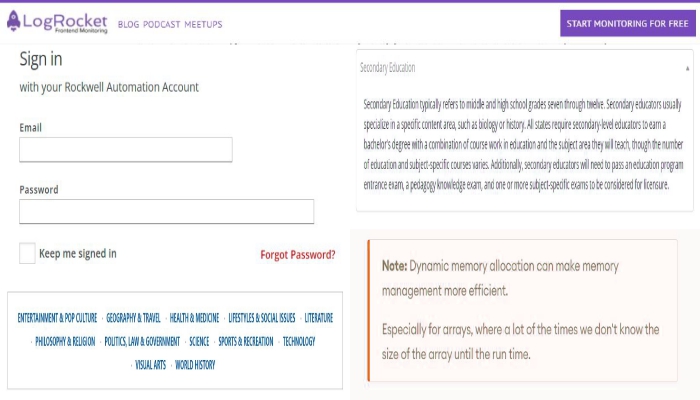 LogRocket
Frontend Monitoring
BLOG PODCAST MEETUPS
START MONITORING FOR FREE
Sign in
with your Rockwell Automation Account
Email
Password
Keep me signed in
Forgot Password?
ENTERTAINMENT & POP CULTURE · GEOGRAPHY & TRAVEL · HEALTH & MEDICINE · LIFESTYLES & SOCIAL ISSUES · LITERATURE
· PHILOSOPHY & RELIGION · POLITICS, LAW & GOVERNMENT · SCIENCE · SPORTS & RECREATION · TECHNOLOGY
· VISUAL ARTS · WORLD HISTORY
Secondary Education
Secondary Education typically refers to middle and high school grades seven through twelve. Secondary educators usually
specialize in a specific content area, such as biology or history. All states require secondary-level educators to earn a
bachelor's degree with a combination of course work in education and the subject area they will teach, though the number
of education and subject-specific courses varies. Additionally, secondary educators will need to pass an education program
entrance exam, a pedagogy knowledge exam, and one or more subject-specific exams to be considered for licensure.
Note: Dynamic memory allocation can make memory
management more efficient.
Especially for arrays, where a lot of the times we don't know the
size of the array until the run time.